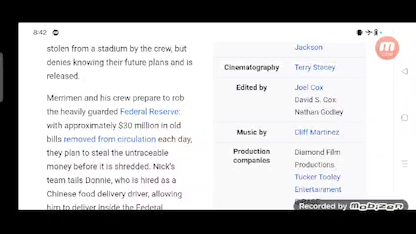 8:42
stolen from a stadium by the crew, but
denies knowing their future plans and is
released.
Merrimen and his crew prepare to rob
the heavily guarded Federal Reserve:
with approximately $30 million in old
bills removed from circulation each day,
they plan to steal the untraceable
money before it is shredded. Nick's
team tails Donnie, who is hired as a
Chinese food delivery driver, allowing
him to deliver inside the Federal
Jackson
Cinematography Terry Stacey
Edited by Joel Cox
David S. Cox
Nathan Godley
Music by Cliff Martinez
Production Diamond Film
companies Productions
Tucker Tooley
Entertainment
Recorded by Mobizen